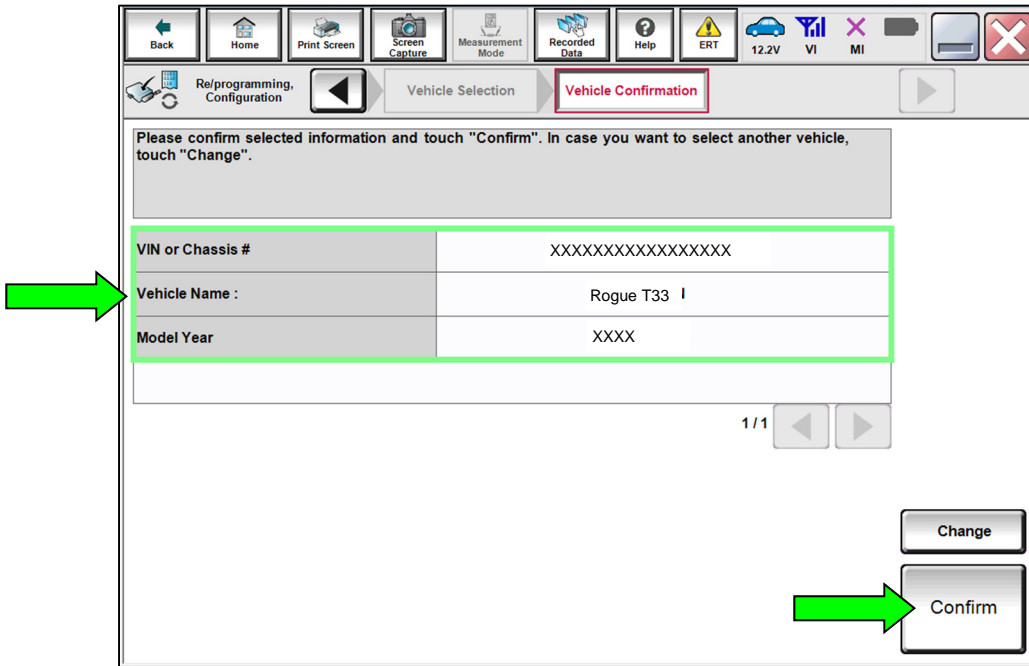 Back
Home
Print Screen
Screen
Capture
Measurement
Mode
Recorded
Data
Help
ERT
12.2V
VI
MI
Re/programming,
Configuration
Vehicle Selection
Vehicle Confirmation
Please confirm selected information and touch "Confirm". In case you want to select another vehicle,
touch "Change".
VIN or Chassis # XXXXXXXXXXXXXXXXX
Vehicle Name : Rogue T33
Model Year XXXX
1/1
Change
Confirm